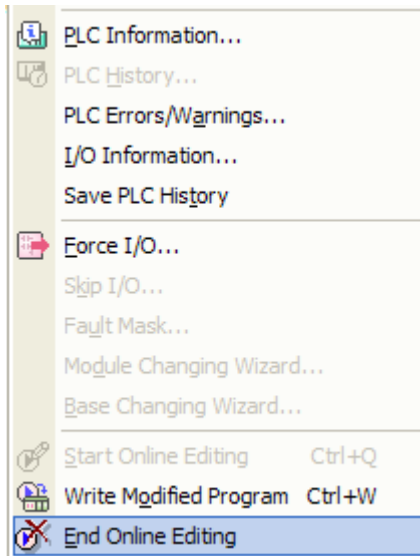 PLC Information...
PLC History...
PLC Errors/Warnings...
I/O Information...
Save PLC History
Force I/O...
Skip I/O...
Fault Mask...
Module Changing Wizard...
Base Changing Wizard...
Start Online Editing Ctrl+Q
Write Modified Program Ctrl+W
End Online Editing